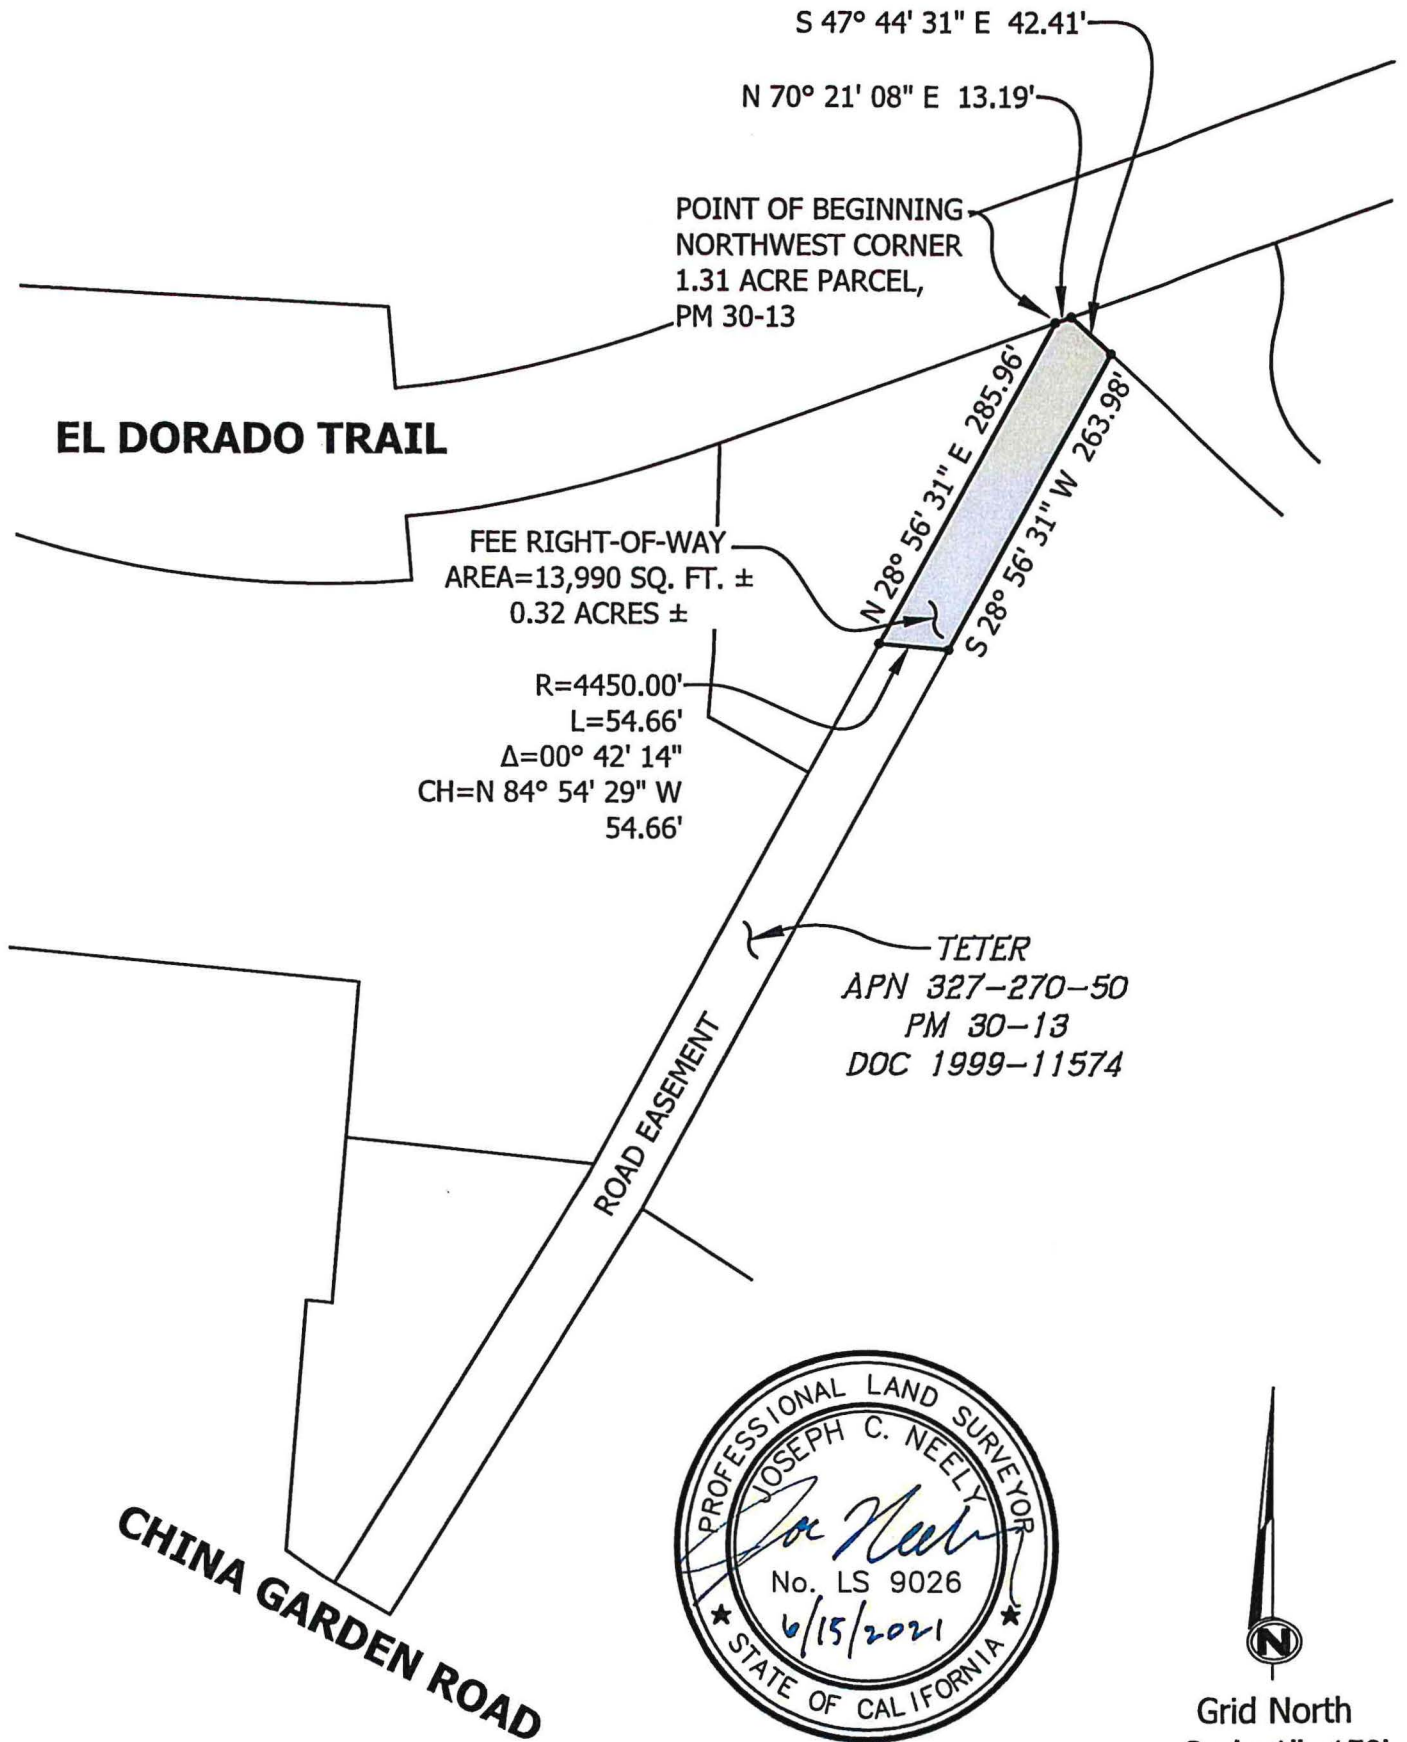 S 47° 44' 31" E 42.41'
N 70° 21' 08" E 13.19'
POINT OF BEGINNING
NORTHWEST CORNER
1.31 ACRE PARCEL,
PM 30-13
EL DORADO TRAIL
N 28° 56' 31" E 285.96'
S 28° 56' 31" W 263.98'
FEE RIGHT-OF-WAY
AREA=13,990 SQ. FT. ±
0.32 ACRES ±
R=4450.00'
L=54.66'
Δ=00° 42' 14"
CH=N 84° 54' 29" W
54.66'
TETER
APN 327-270-50
PM 30-13
DOC 1999-11574
ROAD EASEMENT
CHINA GARDEN ROAD
PROFESSIONAL LAND SURVEYOR
JOSEPH C. NEELY
Joe Neely
No. LS 9026
6/15/2021
★ STATE OF CALIFORNIA ★
N
Grid North